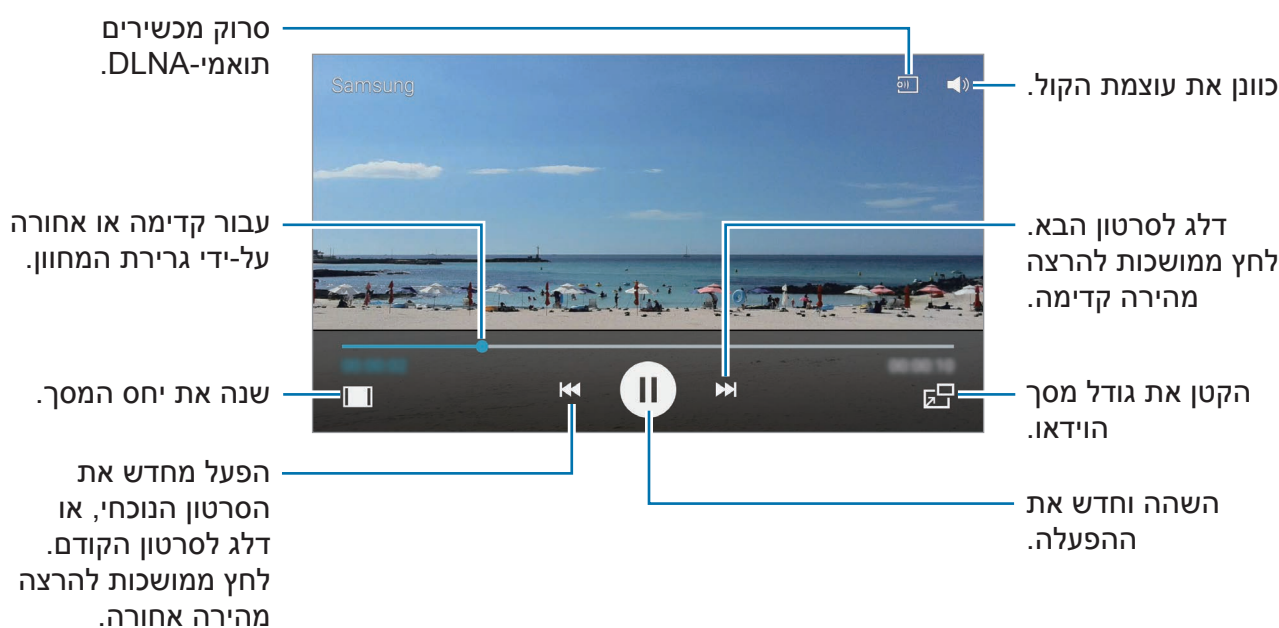 סרוק מכשירים
תואמי-DLNA.
Samsung
כוונן את עוצמת הקול.
עבור קדימה או אחורה
על-ידי גרירת המחוון.
דלג לסרטון הבא.
לחץ ממושכות להרצה
מהירה קדימה.
שנה את יחס המסך.
הקטן את גודל מסך
הוידאו.
הפעל מחדש את
הסרטון הנוכחי, או
דלג לסרטון הקודם.
לחץ ממושכות להרצה
מהירה אחורה.
השהה וחדש את
ההפעלה.